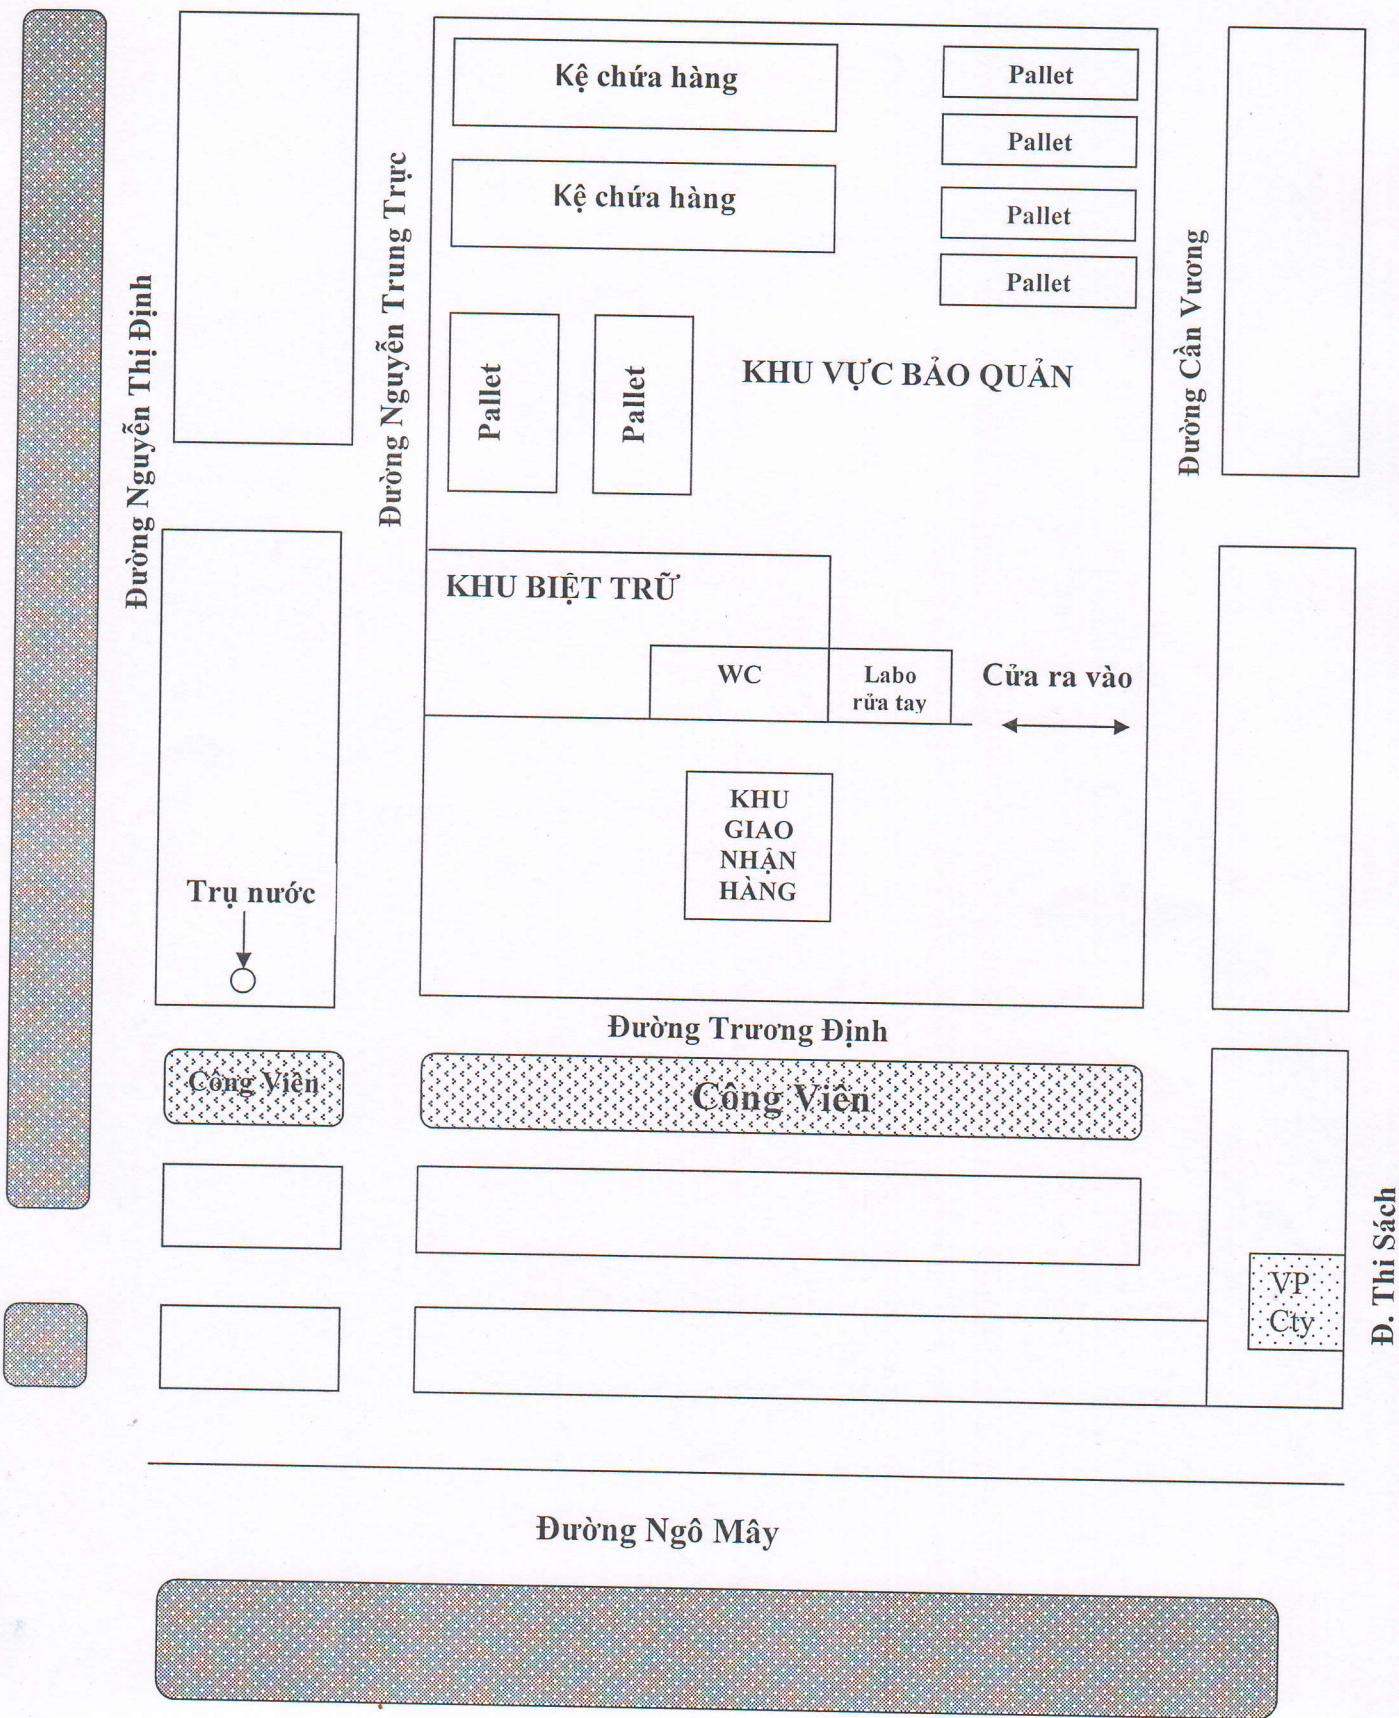 Kệ chứa hàng
Pallet
Pallet
Kệ chứa hàng
Pallet
Pallet
Đường Nguyễn Thị Định
Đường Nguyễn Trung Trực
Đường Cần Vương
Pallet
Pallet
KHU VỰC BẢO QUẢN
KHU BIỆT TRỮ
WC
Labo
rửa tay
Cửa ra vào
KHU
GIAO
NHẬN
HÀNG
Trụ nước
Đường Trương Định
Công Viên
Công Viên
VP
Cty
Đ. Thi Sách
Đường Ngô Mây